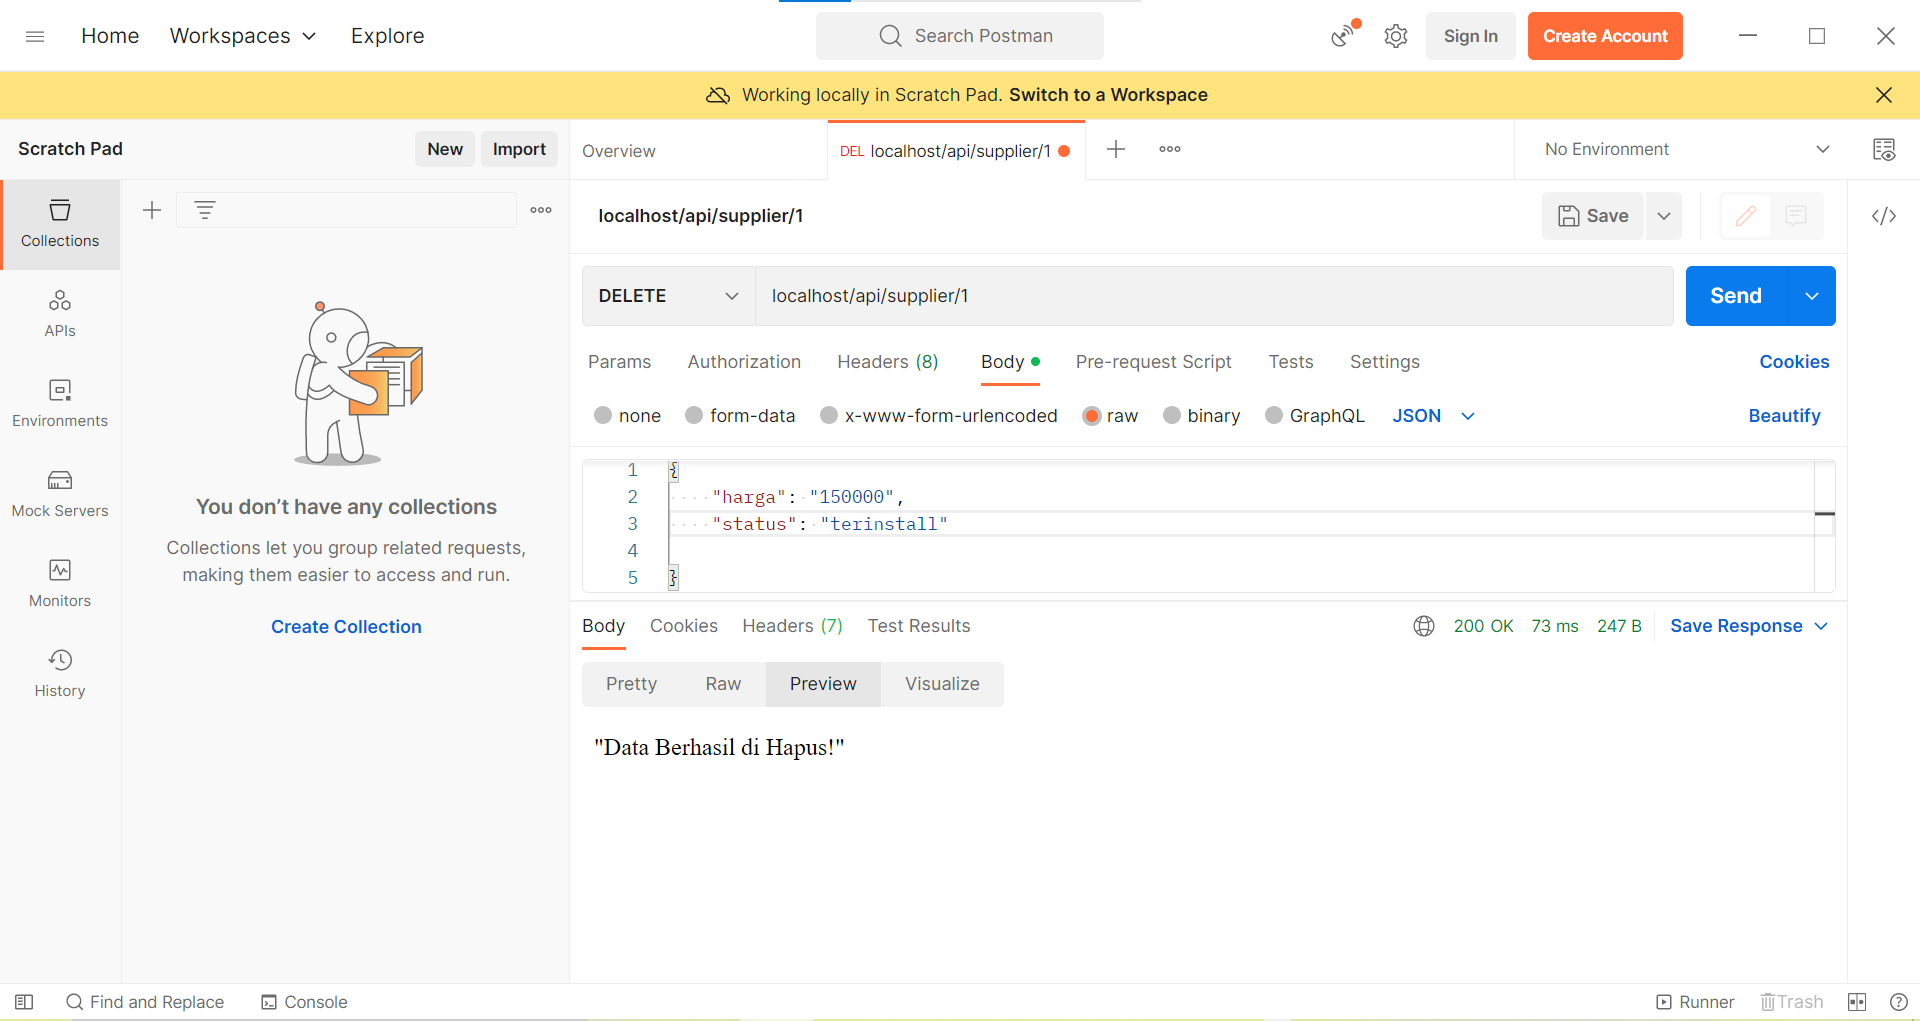 Home Workspaces Explore Search Postman Sign In Create Account
Working locally in Scratch Pad. Switch to a Workspace
Scratch Pad New Import Overview DEL localhost/api/supplier/1 No Environment
localhost/api/supplier/1 Save
Collections
DELETE localhost/api/supplier/1 Send
APIs
Params Authorization Headers (8) Body Pre-request Script Tests Settings Cookies
Environments
none form-data x-www-form-urlencoded raw binary GraphQL JSON Beautify
Mock Servers
Monitors
History
You don’t have any collections
Collections let you group related requests,
making them easier to access and run.
Create Collection
1 {
2 "harga": "150000",
3 "status": "terinstall"
4
5 }
Body Cookies Headers (7) Test Results 200 OK 73 ms 247 B Save Response
Pretty Raw Preview Visualize
"Data Berhasil di Hapus!"
Find and Replace Console Runner Trash